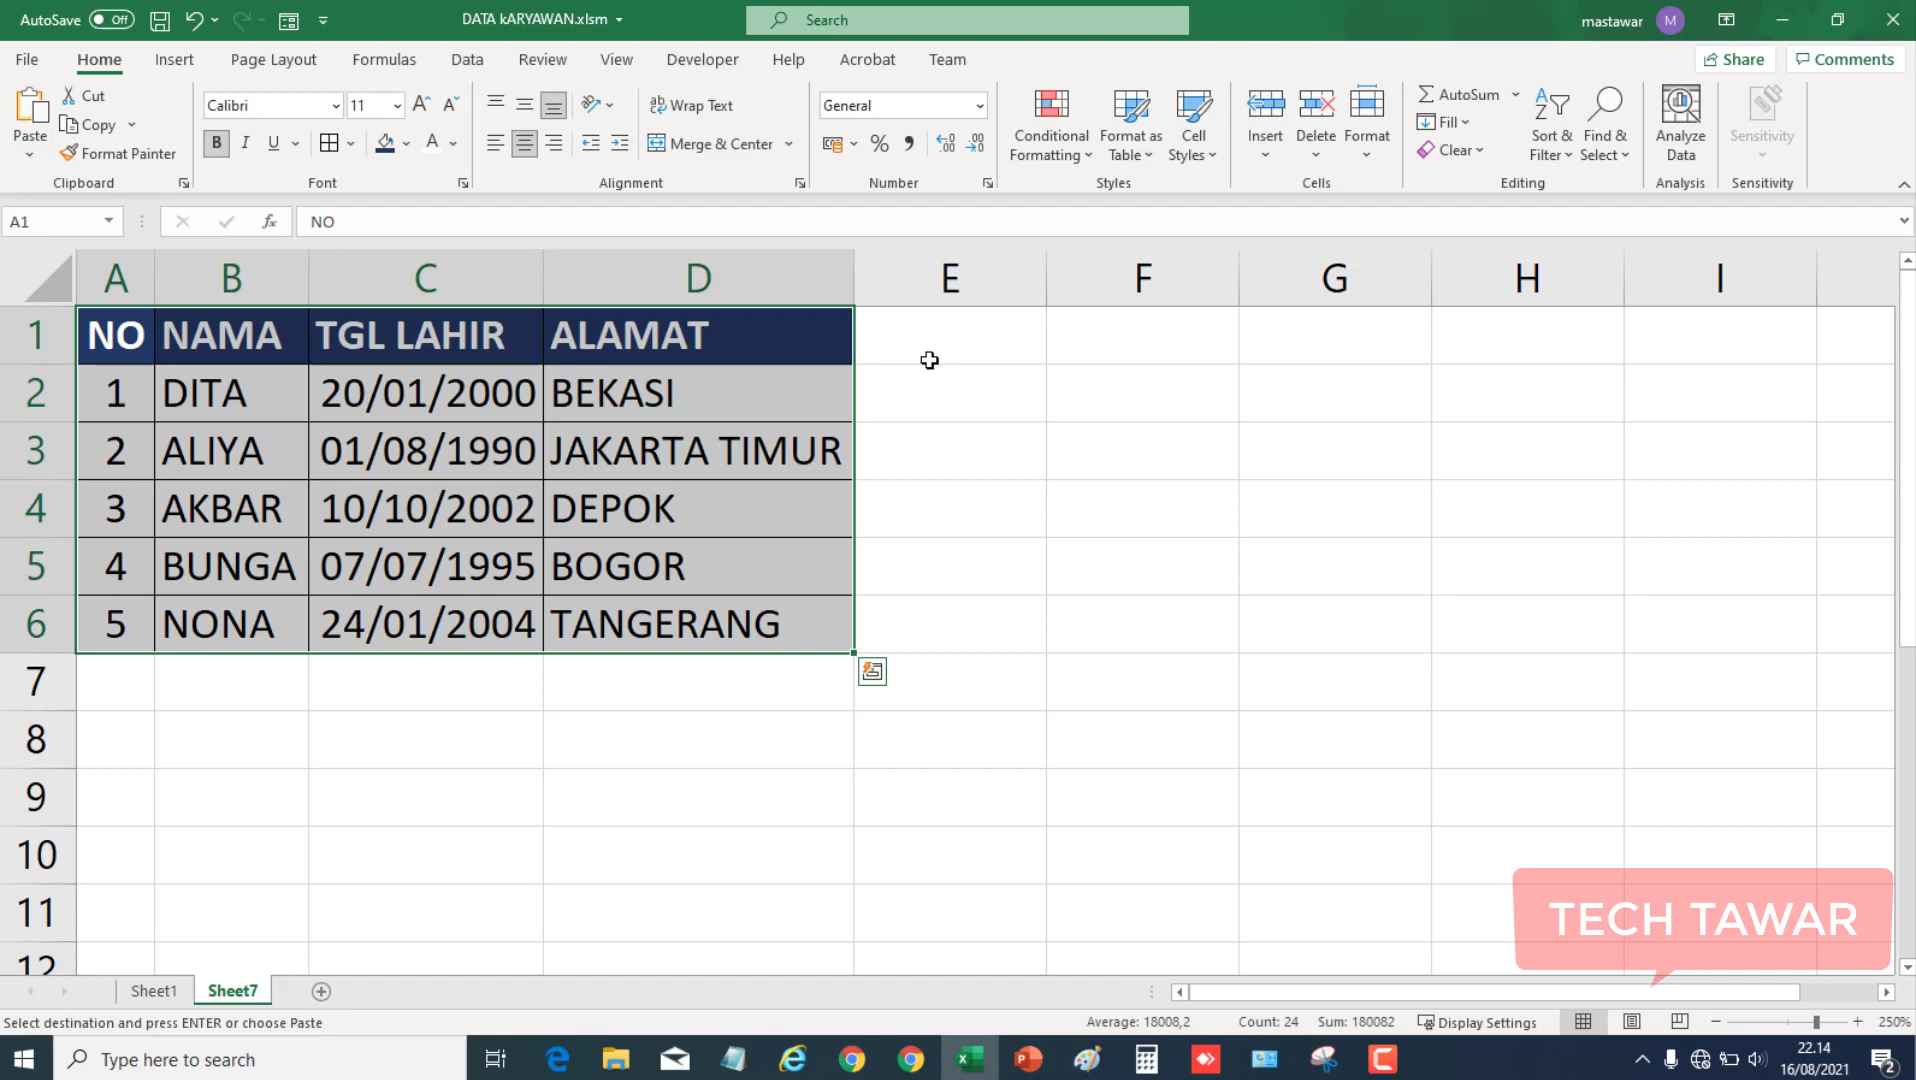 AutoSave Off DATA kARYAWAN.xlsm Search mastawar M
File Home Insert Page Layout Formulas Data Review View Developer Help Acrobat Team Share Comments
Paste
Cut
Copy
Format Painter
Clipboard
Calibri 11
B I U A
Font
Wrap Text
Merge & Center
Alignment
General
% 
Number
Conditional Formatting
Format as Table
Cell Styles
Styles
Insert Delete Format
Cells
AutoSum
Fill
Clear
Sort & Filter
Find & Select
Editing
Analyze Data
Analysis
Sensitivity
Sensitivity
A1 fx NO
A B C D E F G H I
1 NO NAMA TGL LAHIR ALAMAT
2 1 DITA 20/01/2000 BEKASI
3 2 ALIYA 01/08/1990 JAKARTA TIMUR
4 3 AKBAR 10/10/2002 DEPOK
5 4 BUNGA 07/07/1995 BOGOR
6 5 NONA 24/01/2004 TANGERANG
7
8
9
10
11
12
TECH TAWAR
Sheet1 Sheet7
Select destination and press ENTER or choose Paste Average: 18008,2 Count: 24 Sum: 180082 Display Settings 250%
Type here to search
22.14
16/08/2021
2